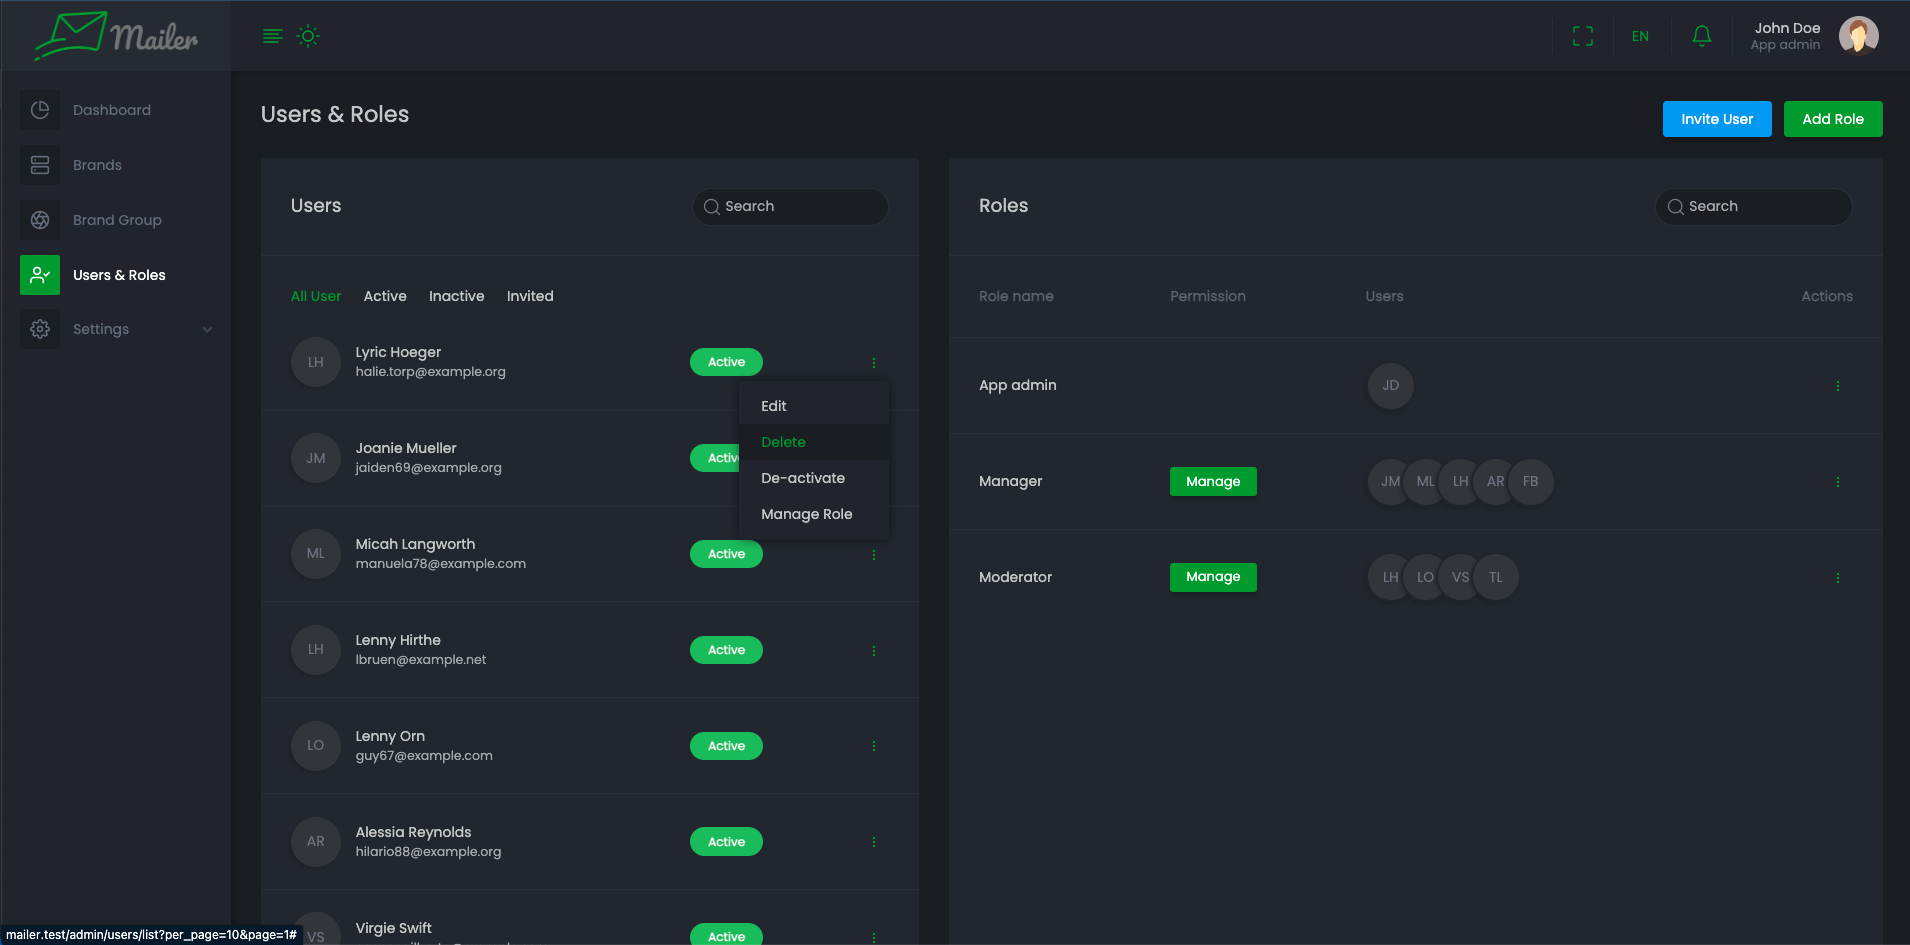 Mailer
EN
John Doe
App admin
Dashboard
Brands
Brand Group
Users & Roles
Settings
Users & Roles
Invite User
Add Role
Users
Search
All User Active Inactive Invited
LH
Lyric Hoeger
halie.torp@example.org
Active
Edit
Delete
De-activate
Manage Role
JM
Joanie Mueller
jaiden69@example.org
ML
Micah Langworth
manuela78@example.com
Active
LH
Lenny Hirthe
lbruen@example.net
Active
LO
Lenny Orn
guy67@example.com
Active
AR
Alessia Reynolds
hilario88@example.org
Active
VS
Virgie Swift
Active
Roles
Search
Role name Permission Users Actions
App admin
JD
Manager
Manage
JM ML LH AR FB
Moderator
Manage
LH LO VS TL
mailer.test/admin/users/list?per_page=10&page=1#